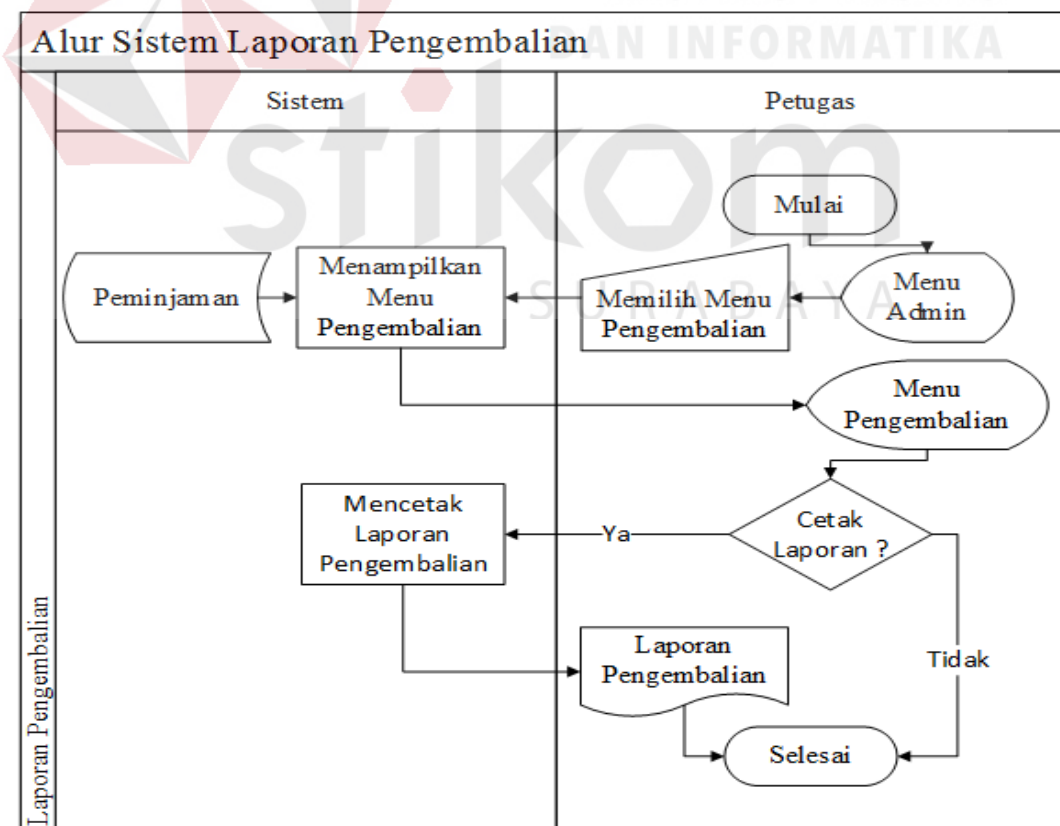 DAN INFORMATIKA
Alur Sistem Laporan Pengembalian
Sistem
Petugas
stikom
SURABAYA
Mulai
Peminjaman
Menampilkan
Menu
Pengembalian
Memilih Menu
Pengembalian
Menu
Admin
Menu
Pengembalian
Mencetak
Laporan
Pengembalian
Ya
Cetak
Laporan ?
Laporan
Pengembalian
Tidak
Selesai
Laporan Pengembalian